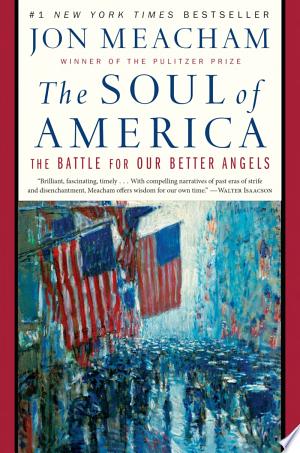 #1 NEW YORK TIMES BESTSELLER
JON MEACHAM
WINNER OF THE PULITZER PRIZE
THE SOUL OF
AMERICA
THE BATTLE FOR OUR BETTER ANGELS
"Brilliant, fascinating, timely . . . With compelling narratives of past eras of strife
and disenchantment, Meacham offers wisdom for our own time." —WALTER ISAACSON